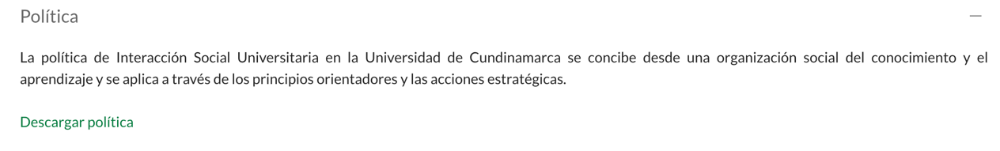 Política
La política de Interacción Social Universitaria en la Universidad de Cundinamarca se concibe desde una organización social del conocimiento y el
aprendizaje y se aplica a través de los principios orientadores y las acciones estratégicas.
Descargar política